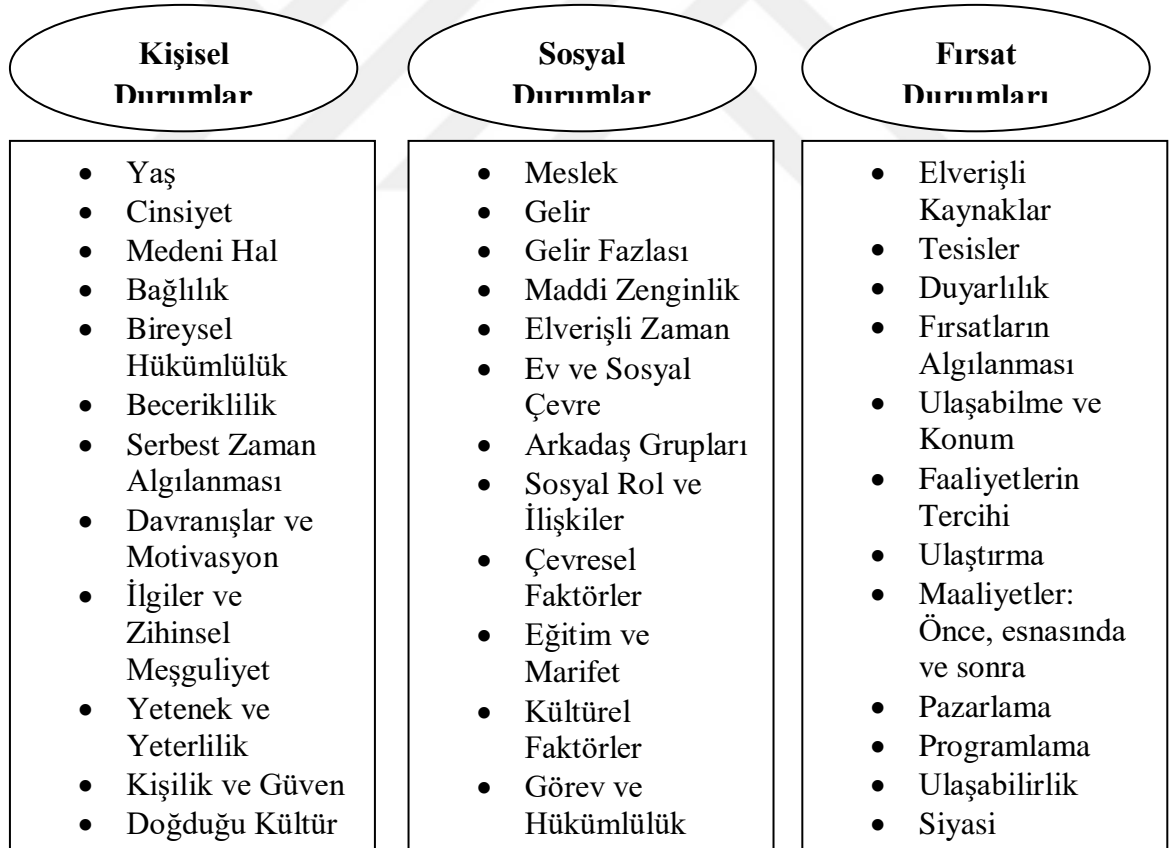 Kişisel
Durumlar
• Yaş
• Cinsiyet
• Medeni Hal
• Bağlılık
• Bireysel
Hükümlülük
• Beceriklilik
• Serbest Zaman
Algılanması
• Davranışlar ve
Motivasyon
• İlgiler ve
Zihinsel
Meşguliyet
• Yetenek ve
Yeterlilik
• Kişilik ve Güven
• Doğduğu Kültür
Sosyal
Durumlar
• Meslek
• Gelir
• Gelir Fazlası
• Maddi Zenginlik
• Elverişli Zaman
• Ev ve Sosyal
Çevre
• Arkadaş Grupları
• Sosyal Rol ve
İlişkiler
• Çevresel
Faktörler
• Eğitim ve
Marifet
• Kültürel
Faktörler
• Görev ve
Hükümlülük
Fırsat
Durumları
• Elverişli
Kaynaklar
• Tesisler
• Duyarlılık
• Fırsatların
Algılanması
• Ulaşabilme ve
Konum
• Faaliyetlerin
Tercihi
• Ulaştırma
• Maaliyetler:
Önce, esnasında
ve sonra
• Pazarlama
• Programlama
• Ulaşabilirlik
• Siyasi